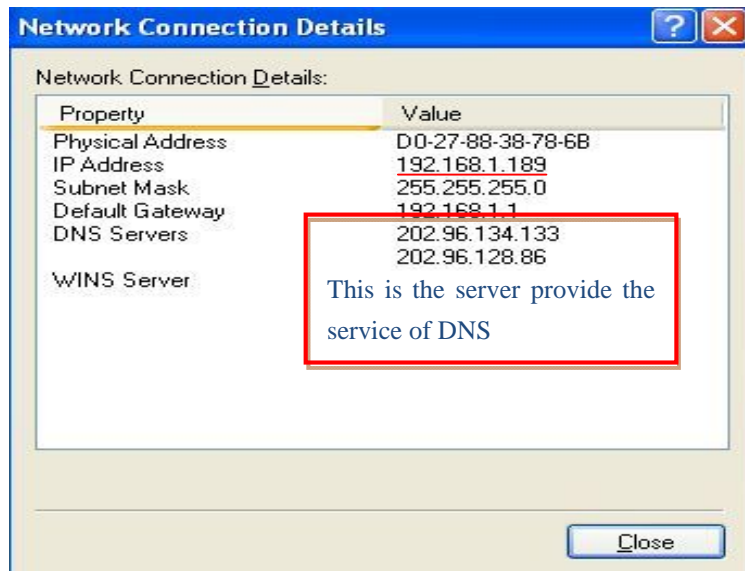 Network Connection Details
Network Connection Details:
Property Value
Physical Address D0-27-88-38-78-6B
IP Address 192.168.1.189
Subnet Mask 255.255.255.0
Default Gateway 192.168.1.1
DNS Servers 202.96.134.133
202.96.128.86
WINS Server
This is the server provide the
service of DNS
Close